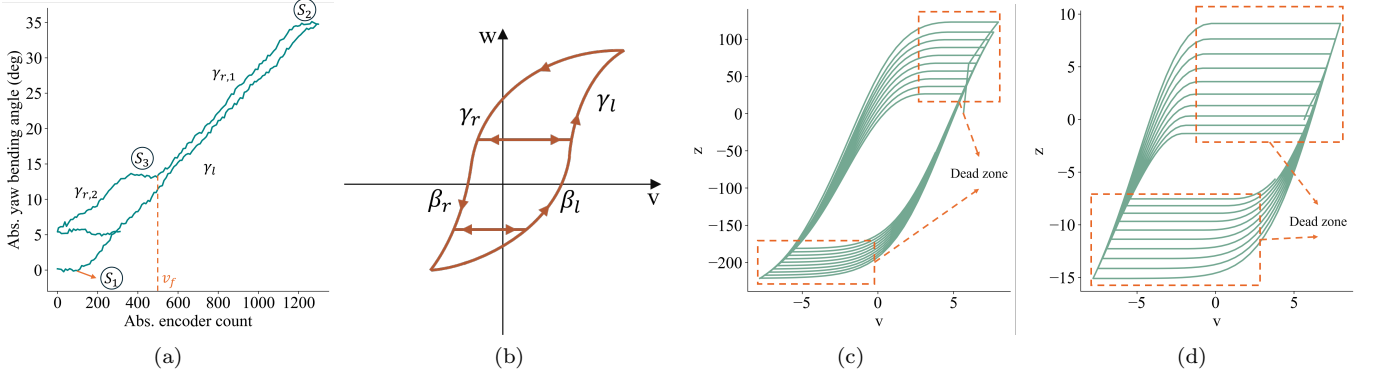 Abs. yaw bending angle (deg)
35
30
25
20
15
10
5
0
0 200 400 600 800 1000 1200
Abs. encoder count
S₁
S₂
S₃
γᵣ,₁
γᵣ,₂
γₗ
v_f
(a)
w
v
γᵣ
γₗ
βᵣ
βₗ
(b)
z
100
50
0
−50
−100
−150
−200
−5 0 5
v
Dead zone
(c)
z
10
5
0
−5
−10
−15
−5 0 5
v
Dead zone
(d)